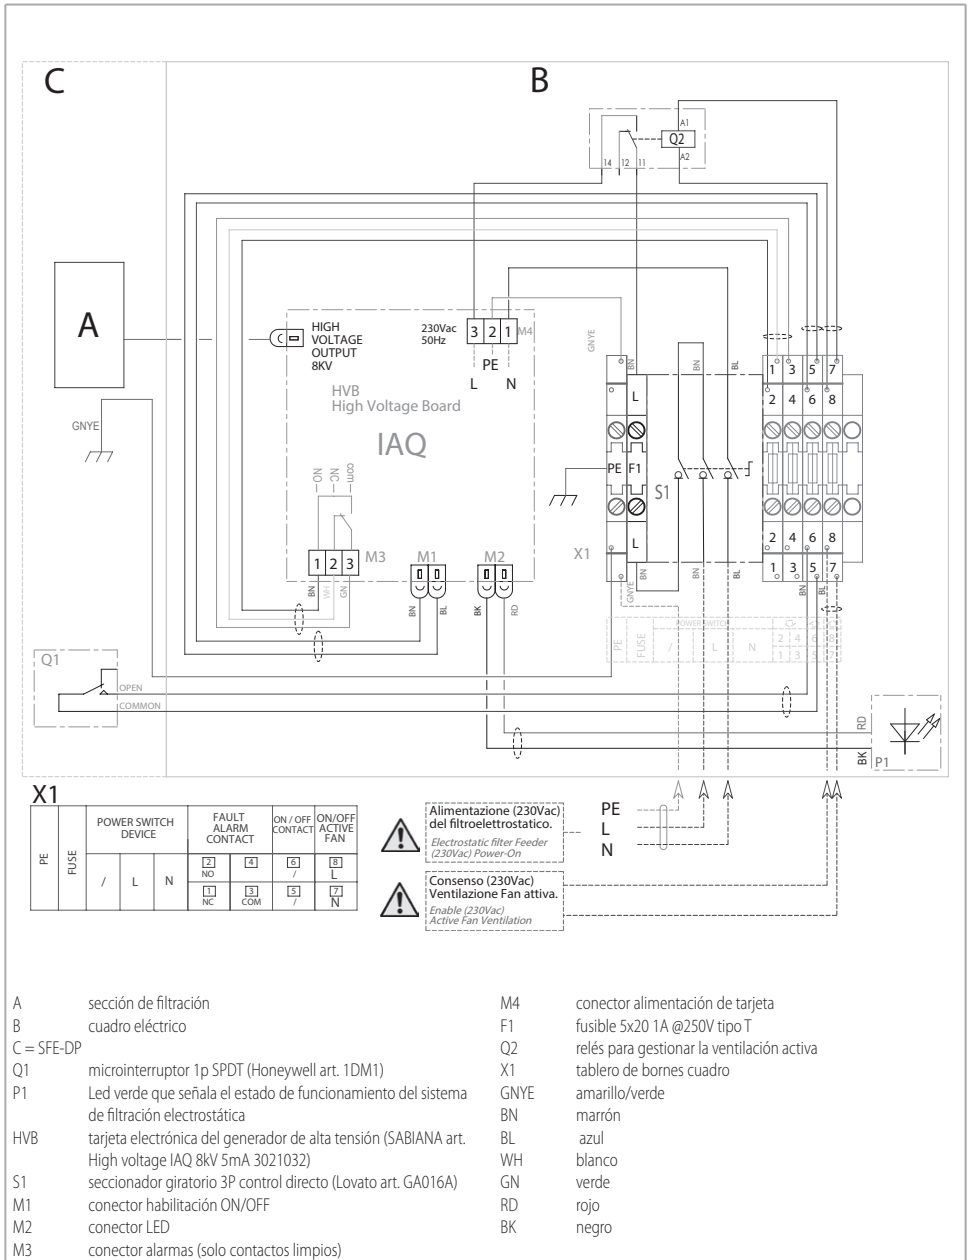 C
B
A1
Q2
A2
14 12 11
A
HIGH
VOLTAGE
OUTPUT
8KV
230Vac
50Hz
3 2 1
M4
PE
L N
HVB
High Voltage Board
IAQ
GNYE
GNYE
BN
BN
BL
L
PE F1
S1
L
X1
1 3 5 7
2 4 6 8
2 4 6 8
1 3 5 7
NO
NC
com
1 2 3
M3
M1
M2
BN
WH
GN
BN
BL
BK
RD
GNYE
BN
BN
BL
BN
BL
PE
FUSE
POWER SWITCH
/
L
N
2 4 6 8
1 3 5 7
Q1
OPEN
COMMON
RD
BK
P1
X1
PE
FUSE
POWER SWITCH
DEVICE
/ L N
FAULT
ALARM
CONTACT
ON / OFF
CONTACT
ON/OFF
ACTIVE
FAN
2 4 6 8
NO / L
1 3 5 7
NC COM / N
Alimentazione (230Vac)
del filtroelettrostatico.
Electrostatic filter Feeder
(230Vac) Power-On
PE
L
N
Consenso (230Vac)
Ventilazione Fan attiva.
Enable (230Vac)
Active Fan Ventilation
A sección de filtración
B cuadro eléctrico
C = SFE-DP
Q1 microinterruptor 1p SPDT (Honeywell art. 1DM1)
P1 Led verde que señala el estado de funcionamiento del sistema
de filtración electrostática
HVB tarjeta electrónica del generador de alta tensión (SABIANA art.
High voltage IAQ 8kV 5mA 3021032)
S1 seccionador giratorio 3P control directo (Lovato art. GA016A)
M1 conector habilitación ON/OFF
M2 conector LED
M3 conector alarmas (solo contactos limpios)
M4 conector alimentación de tarjeta
F1 fusible 5x20 1A @250V tipo T
Q2 relés para gestionar la ventilación activa
X1 tablero de bornes cuadro
GNYE amarillo/verde
BN marrón
BL azul
WH blanco
GN verde
RD rojo
BK negro